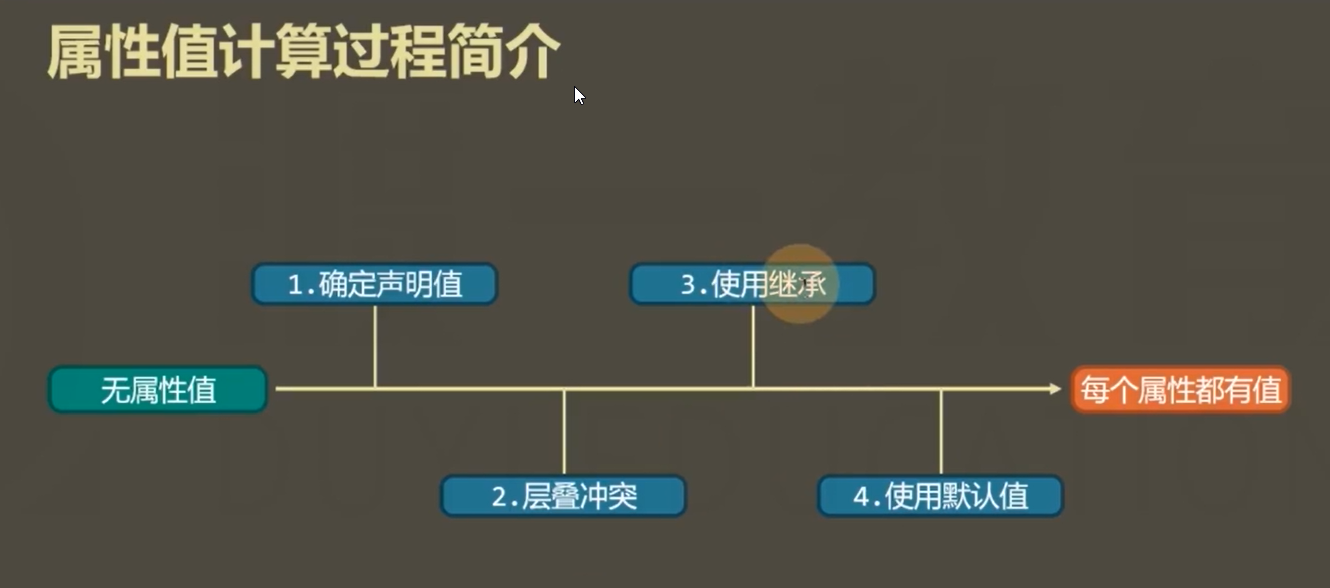 属性值计算过程简介
1.确定声明值
3.使用继承
无属性值
每个属性都有值
2.层叠冲突
4.使用默认值